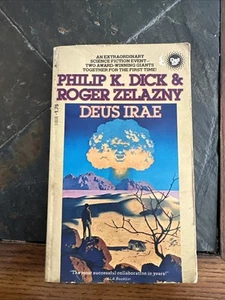 AN EXTRAORDINARY
SCIENCE FICTION EVENT—
TWO AWARD-WINNING GIANTS
TOGETHER FOR THE FIRST TIME!
PHILIP K. DICK &
ROGER ZELAZNY
DEUS IRAE
"The most successful collaboration in years!"